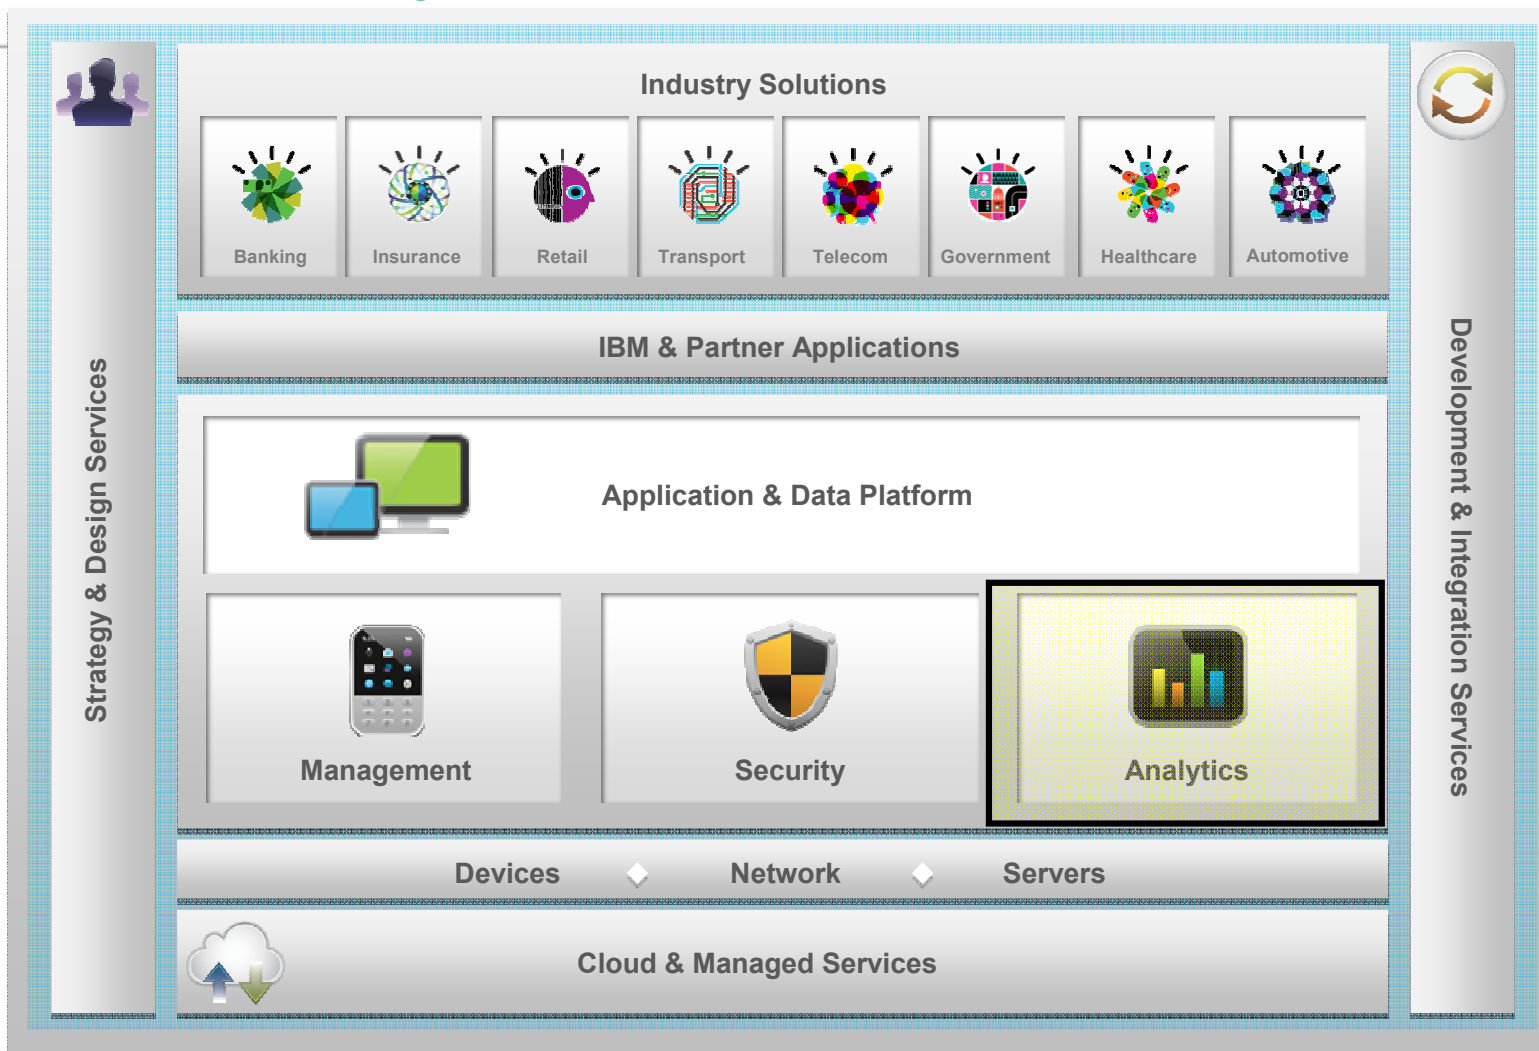 Industry Solutions
Banking
Insurance
Retail
Transport
Telecom
Government
Healthcare
Automotive
IBM & Partner Applications
Strategy & Design Services
Application & Data Platform
Development & Integration Services
Management
Security
Analytics
Devices
Network
Servers
Cloud & Managed Services